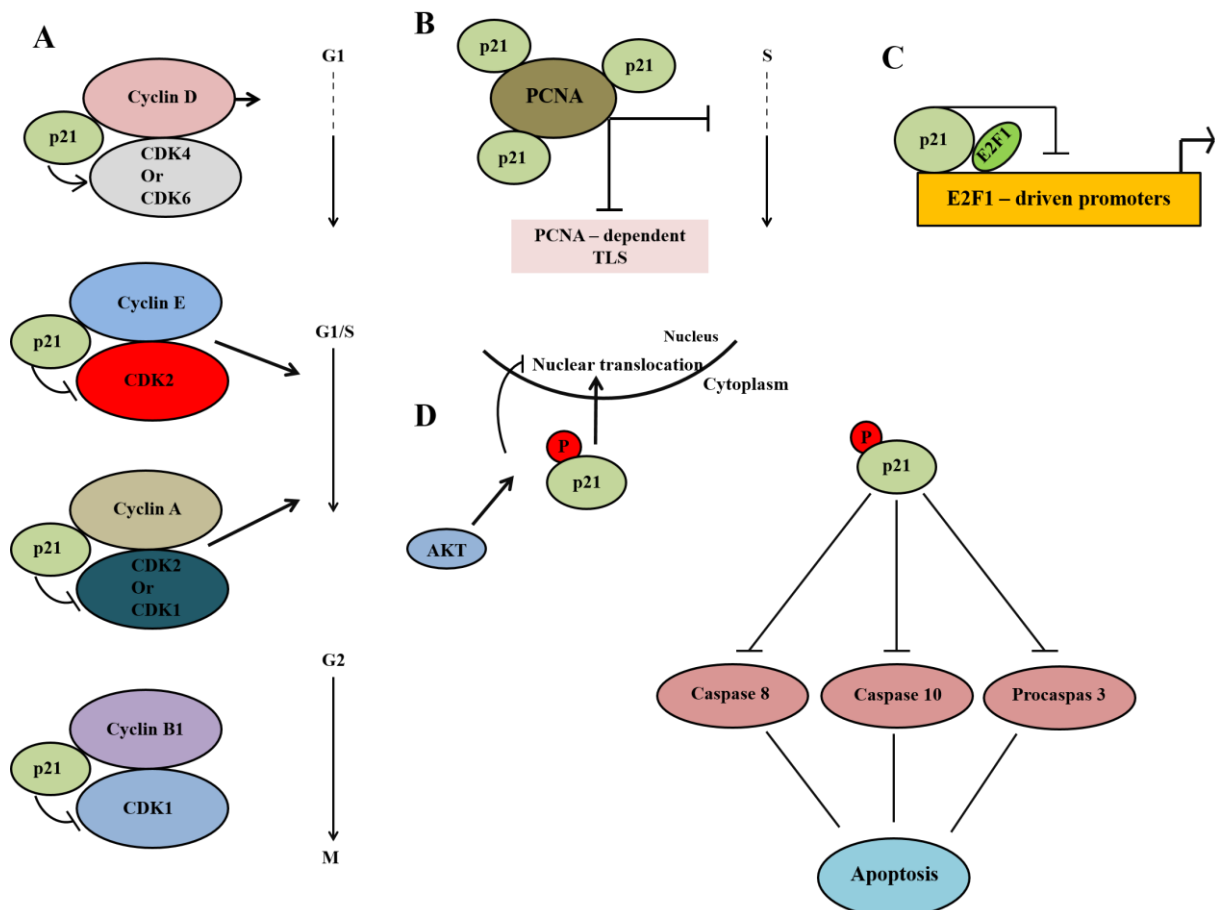 A
G1
Cyclin D
p21
CDK4
Or
CDK6
Cyclin E
p21
CDK2
G1/S
Cyclin A
p21
CDK2
Or
CDK1
G2
Cyclin B1
p21
CDK1
M
B
p21
p21
PCNA
p21
S
PCNA – dependent
TLS
C
p21
E2F1
E2F1 – driven promoters
D
Nucleus
Nuclear translocation
Cytoplasm
P
p21
AKT
P
p21
Caspase 8
Caspase 10
Procaspas 3
Apoptosis